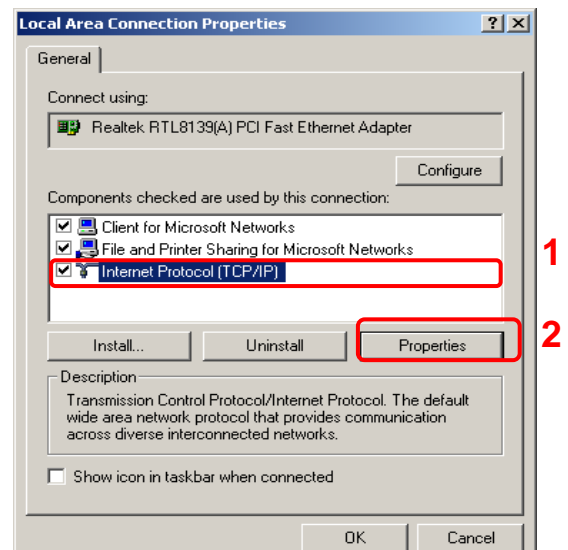 Local Area Connection Properties
General
Connect using:
Realtek RTL8139(A) PCI Fast Ethernet Adapter
Configure
Components checked are used by this connection:
Client for Microsoft Networks
File and Printer Sharing for Microsoft Networks
Internet Protocol (TCP/IP)
1
Install... Uninstall Properties
2
Description
Transmission Control Protocol/Internet Protocol. The default
wide area network protocol that provides communication
across diverse interconnected networks.
Show icon in taskbar when connected
OK Cancel